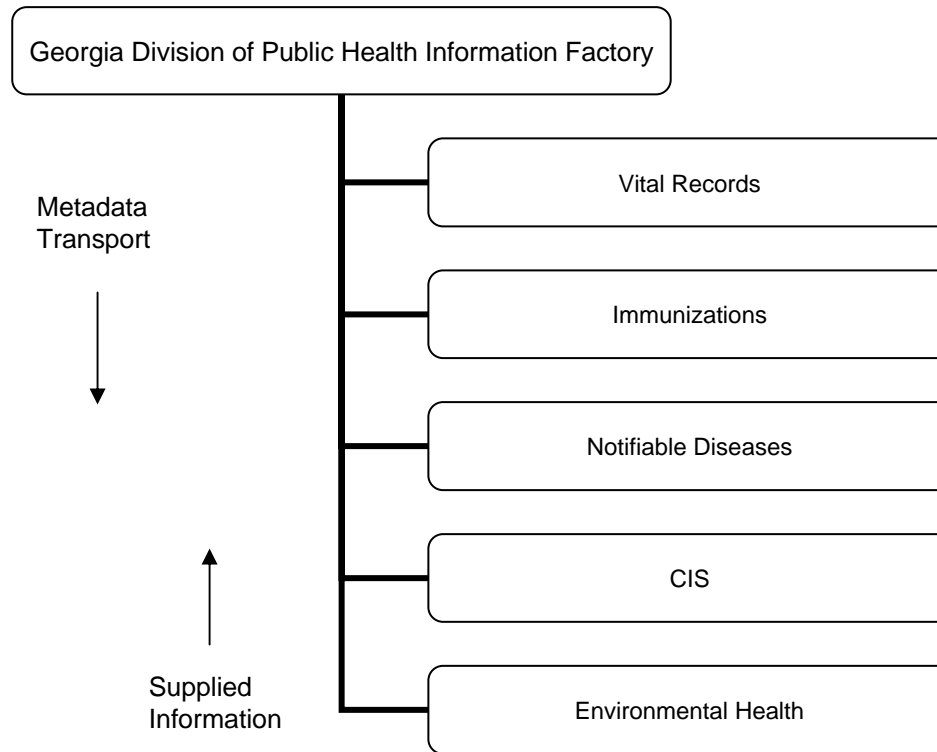 Georgia Division of Public Health Information Factory
Vital Records
Metadata
Transport
Immunizations
Notifiable Diseases
CIS
Supplied
Information
Environmental Health